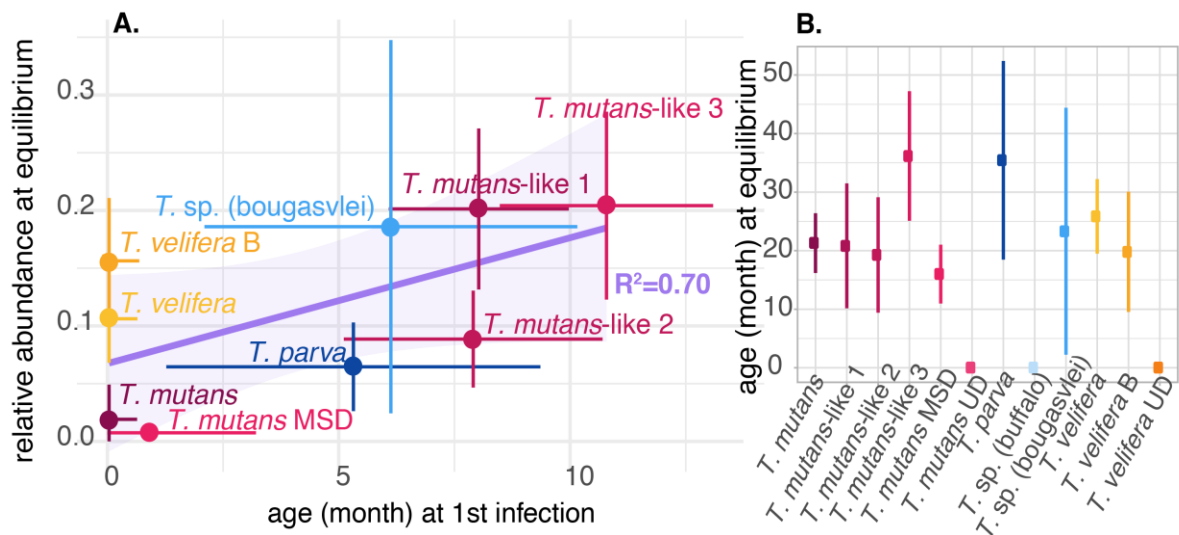 A.
relative abundance at equilibrium
0.3
0.2
0.1
0.0
T. mutans-like 3
T. mutans-like 1
T. sp. (bougasvlei)
T. velifera B
R²=0.70
T. velifera
T. mutans-like 2
T. parva
T. mutans
T. mutans MSD
0
5
10
age (month) at 1st infection
B.
age (month) at equilibrium
50
40
30
20
10
0
T. mutans
T. mutans-like 1
T. mutans-like 2
T. mutans-like 3
T. mutans MSD
T. mutans UD
T. parva
T. sp. (buffalo)
T. sp. (bougasvlei)
T. velifera
T. velifera B
T. velifera UD